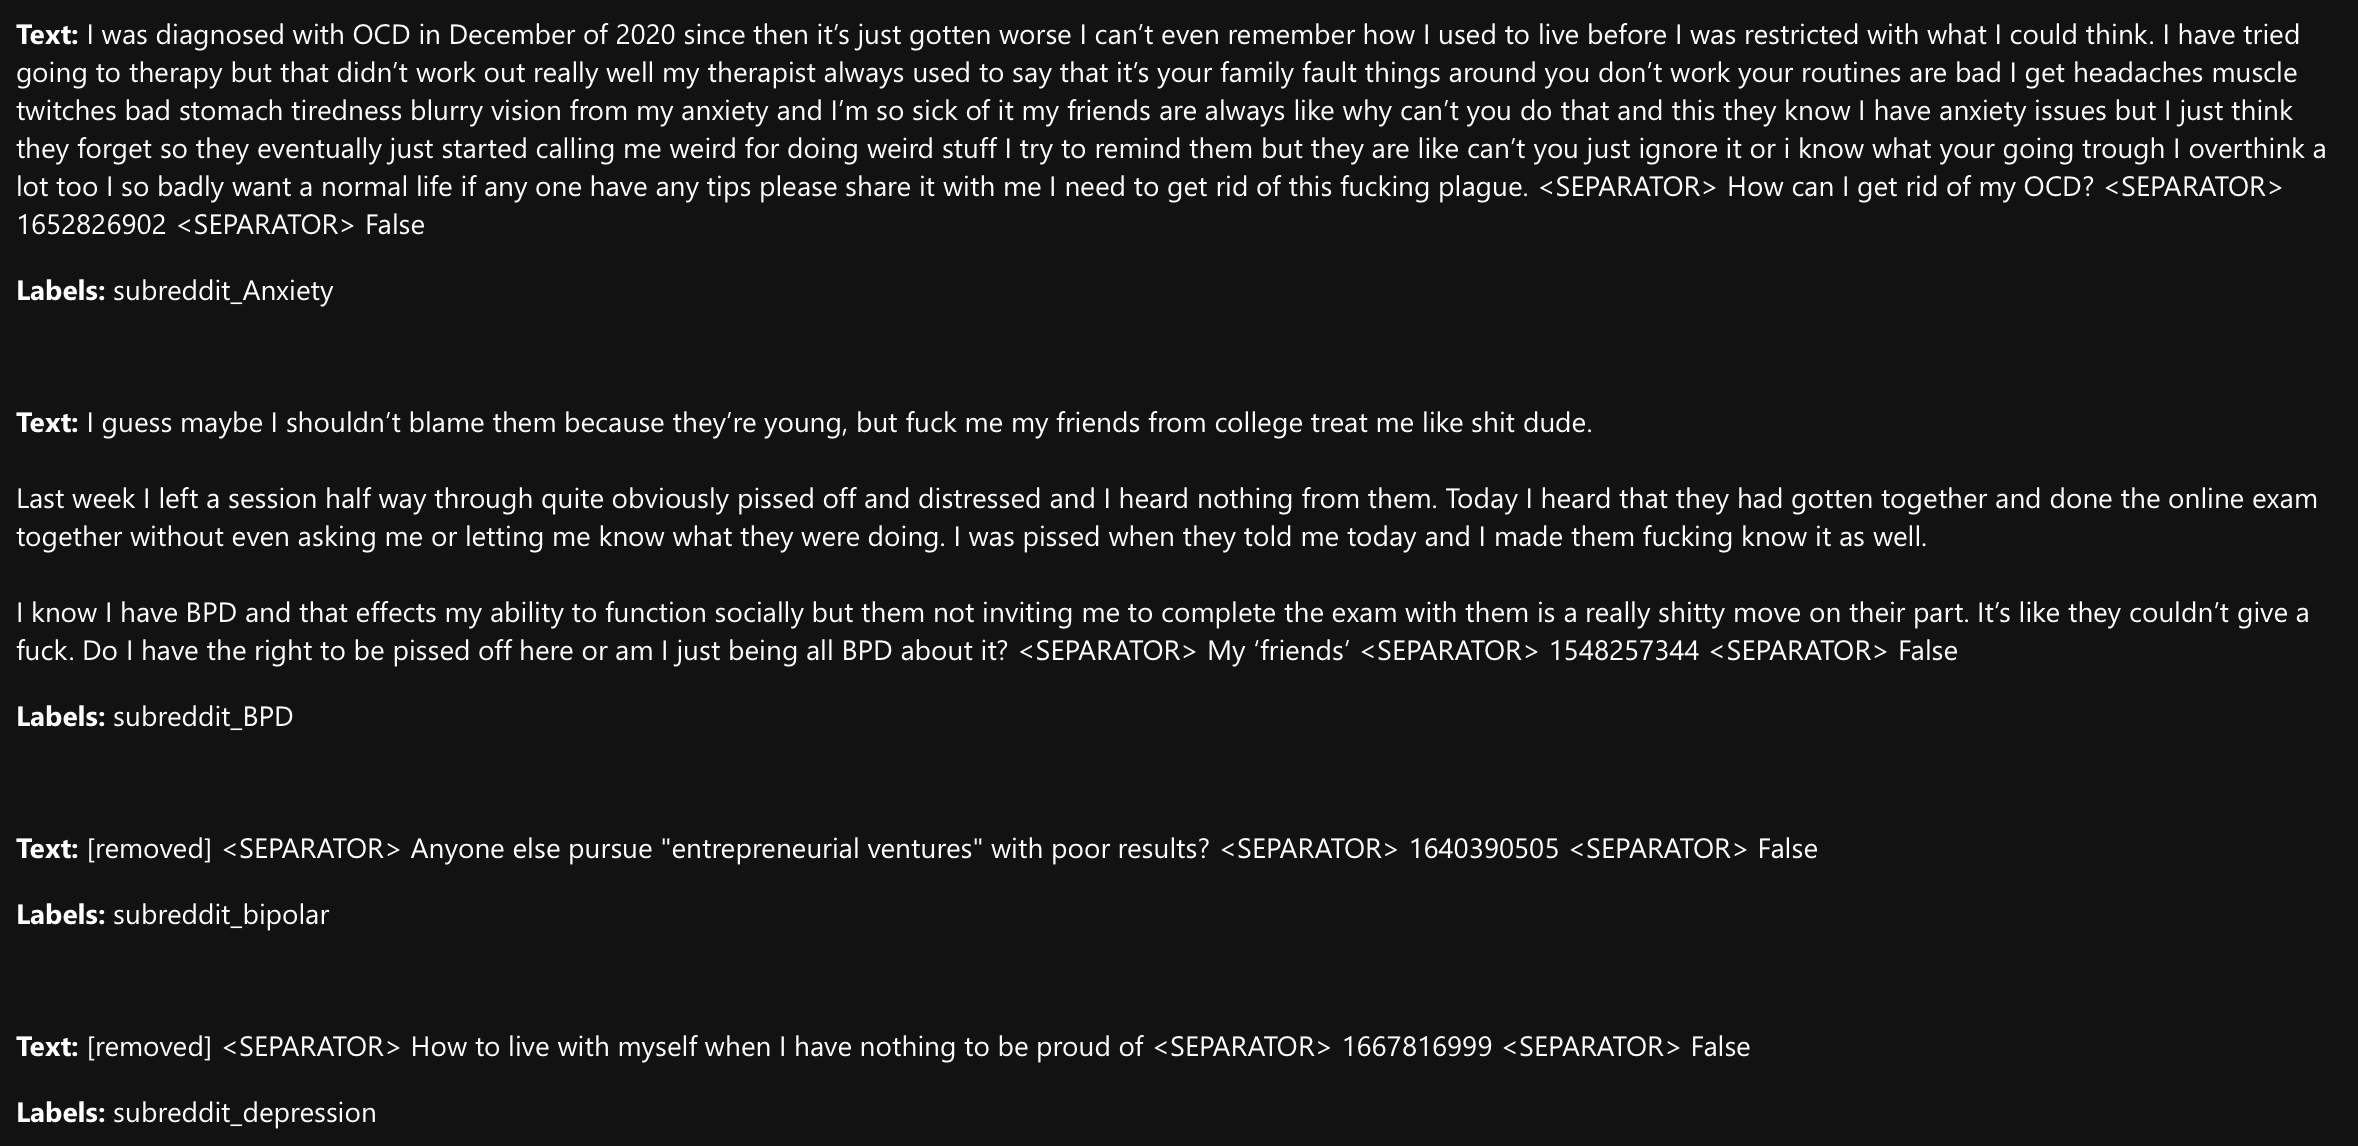 Text: I was diagnosed with OCD in December of 2020 since then it’s just gotten worse I can’t even remember how I used to live before I was restricted with what I could think. I have tried
going to therapy but that didn’t work out really well my therapist always used to say that it’s your family fault things around you don’t work your routines are bad I get headaches muscle
twitches bad stomach tiredness blurry vision from my anxiety and I’m so sick of it my friends are always like why can’t you do that and this they know I have anxiety issues but I just think
they forget so they eventually just started calling me weird for doing weird stuff I try to remind them but they are like can’t you just ignore it or i know what your going trough I overthink a
lot too I so badly want a normal life if any one have any tips please share it with me I need to get rid of this fucking plague. <SEPARATOR> How can I get rid of my OCD? <SEPARATOR>
1652826902 <SEPARATOR> False
Labels: subreddit_Anxiety
Text: I guess maybe I shouldn’t blame them because they’re young, but fuck me my friends from college treat me like shit dude.
Last week I left a session half way through quite obviously pissed off and distressed and I heard nothing from them. Today I heard that they had gotten together and done the online exam
together without even asking me or letting me know what they were doing. I was pissed when they told me today and I made them fucking know it as well.
I know I have BPD and that effects my ability to function socially but them not inviting me to complete the exam with them is a really shitty move on their part. It’s like they couldn’t give a
fuck. Do I have the right to be pissed off here or am I just being all BPD about it? <SEPARATOR> My ‘friends’ <SEPARATOR> 1548257344 <SEPARATOR> False
Labels: subreddit_BPD
Text: [removed] <SEPARATOR> Anyone else pursue "entrepreneurial ventures" with poor results? <SEPARATOR> 1640390505 <SEPARATOR> False
Labels: subreddit_bipolar
Text: [removed] <SEPARATOR> How to live with myself when I have nothing to be proud of <SEPARATOR> 1667816999 <SEPARATOR> False
Labels: subreddit_depression